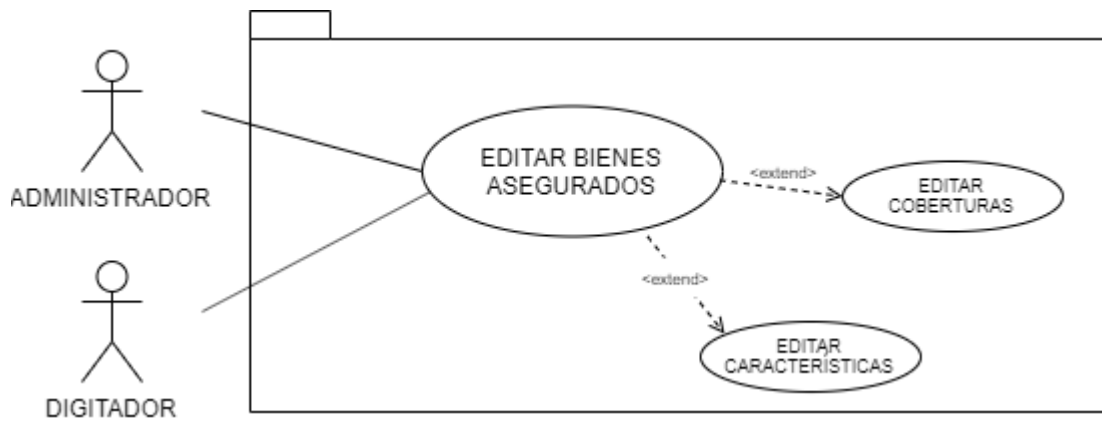 EDITAR BIENES
ASEGURADOS
<extend>
EDITAR
COBERTURAS
ADMINISTRADOR
<extend>
EDITAR
CARACTERÍSTICAS
DIGITADOR